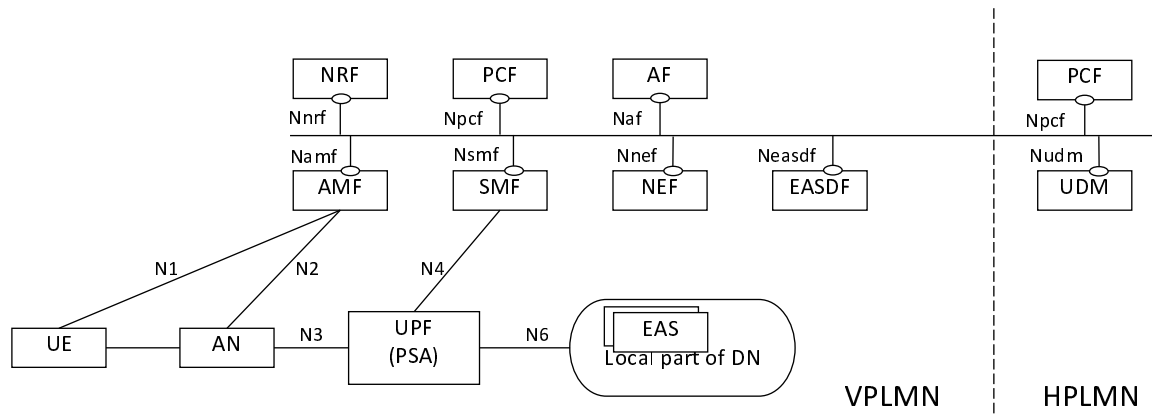 NRF
PCF
AF
PCF
Nnrf
Npcf
Naf
Npcf
Namf
Nsmf
Nnef
Neasdf
Nudm
AMF
SMF
NEF
EASDF
UDM
N1
N2
N4
UE
AN
N3
UPF
(PSA)
N6
EAS
Local part of DN
VPLMN
HPLMN